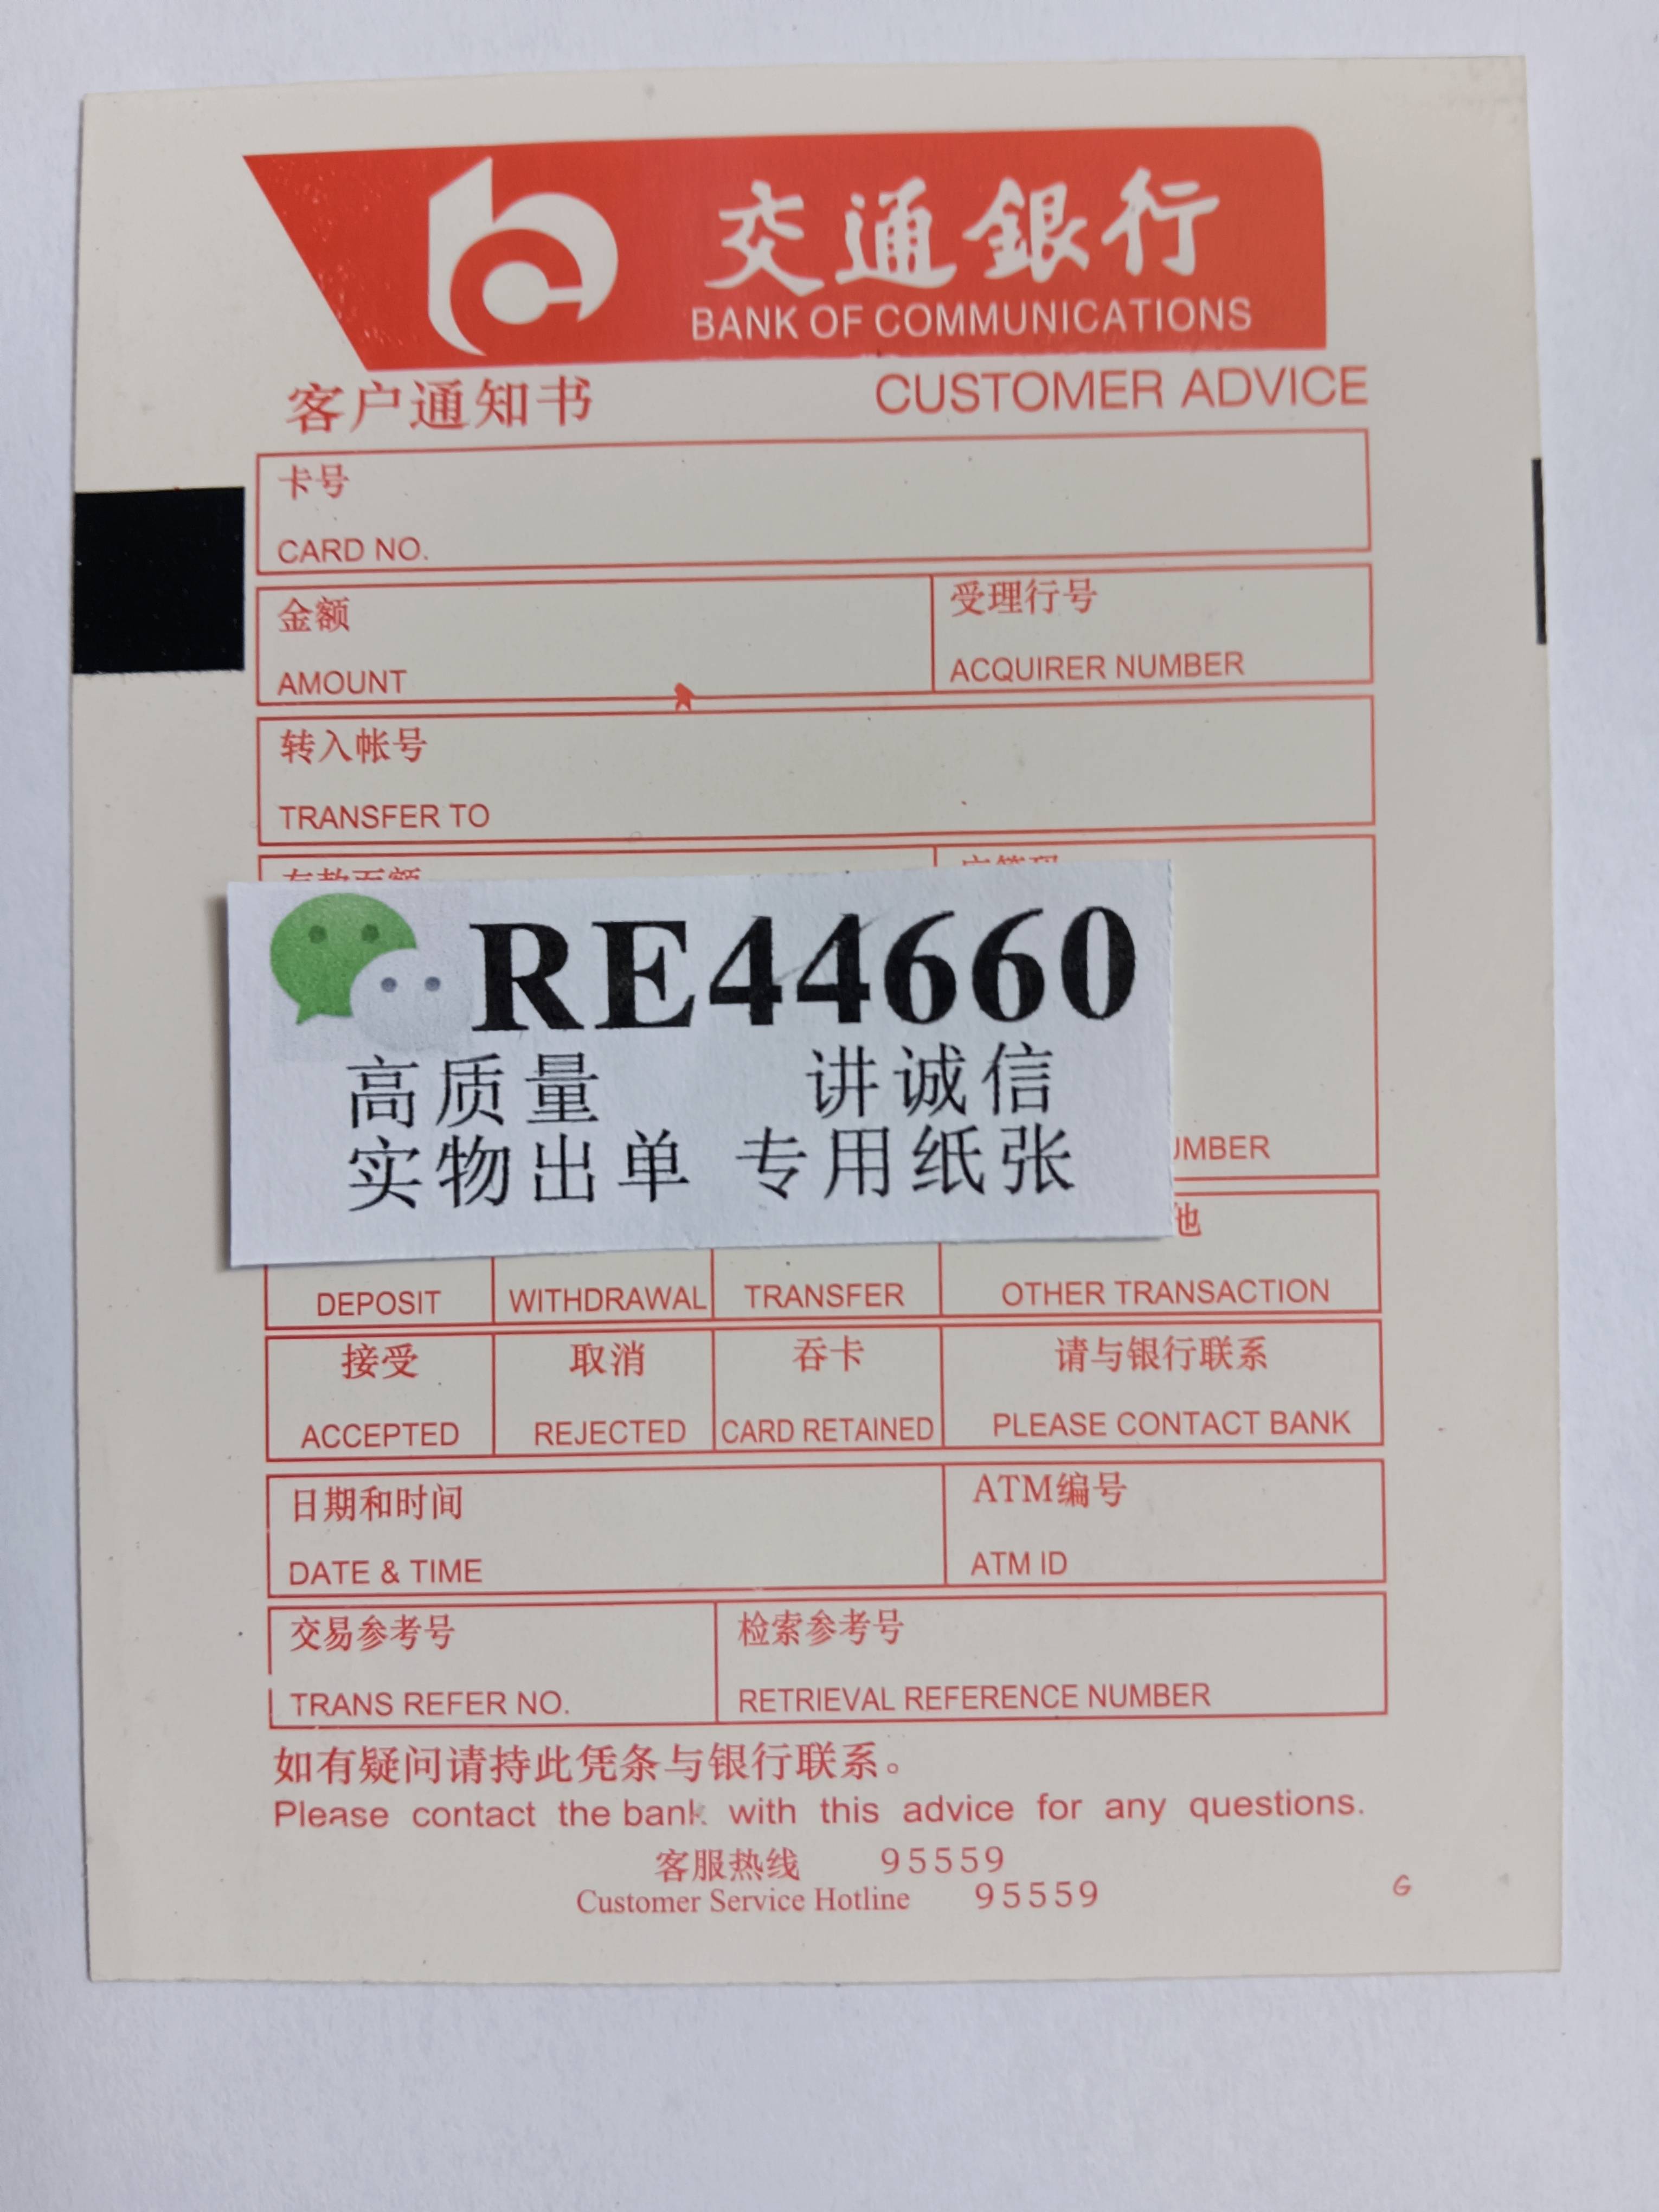 交通銀行
BANK OF COMMUNICATIONS
客户通知书 CUSTOMER ADVICE
卡号
CARD NO.
金额 受理行号
AMOUNT ACQUIRER NUMBER
转入帐号
TRANSFER TO
RE44660
高质量 讲诚信
实物出单 专用纸张
UMBER
他
DEPOSIT WITHDRAWAL TRANSFER OTHER TRANSACTION
接受 取消 吞卡 请与银行联系
ACCEPTED REJECTED CARD RETAINED PLEASE CONTACT BANK
日期和时间 ATM编号
DATE & TIME ATM ID
交易参考号 检索参考号
TRANS REFER NO. RETRIEVAL REFERENCE NUMBER
如有疑问请持此凭条与银行联系。
Please contact the bank with this advice for any questions.
客服热线 95559
Customer Service Hotline 95559
G